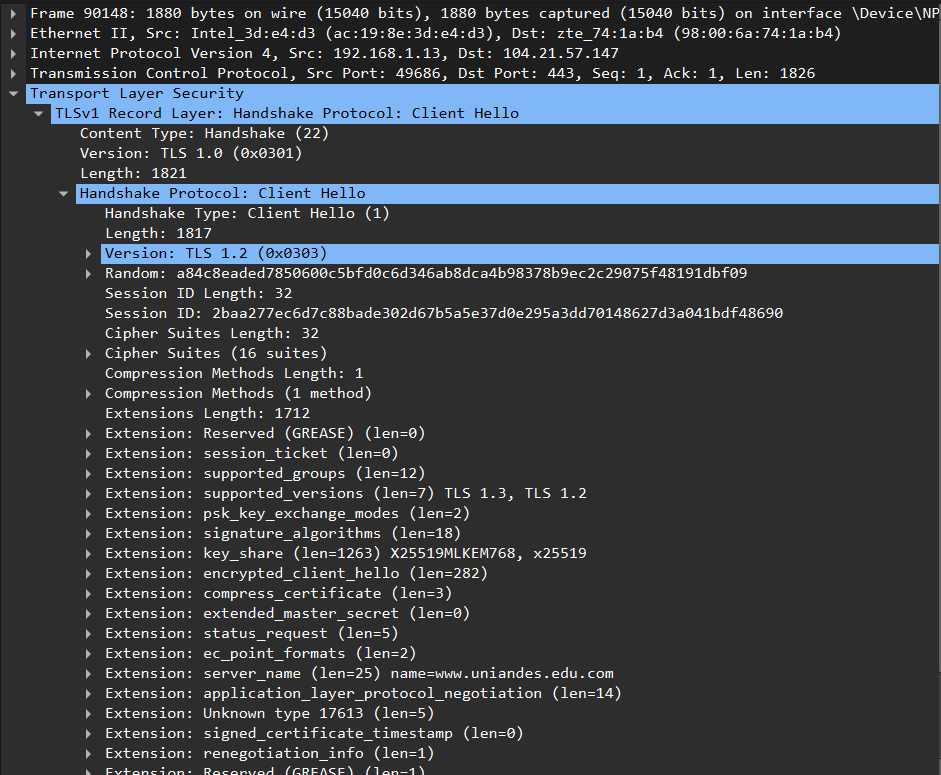 Frame 90148: 1880 bytes on wire (15040 bits), 1880 bytes captured (15040 bits) on interface \Device\NP
Ethernet II, Src: Intel_3d:e4:d3 (ac:19:8e:3d:e4:d3), Dst: zte_74:1a:b4 (98:00:6a:74:1a:b4)
Internet Protocol Version 4, Src: 192.168.1.13, Dst: 104.21.57.147
Transmission Control Protocol, Src Port: 49686, Dst Port: 443, Seq: 1, Ack: 1, Len: 1826
Transport Layer Security
TLSv1 Record Layer: Handshake Protocol: Client Hello
Content Type: Handshake (22)
Version: TLS 1.0 (0x0301)
Length: 1821
Handshake Protocol: Client Hello
Handshake Type: Client Hello (1)
Length: 1817
Version: TLS 1.2 (0x0303)
Random: a84c8eaded7850600c5bfd0c6d346ab8dca4b98378b9ec2c29075f48191dbf09
Session ID Length: 32
Session ID: 2baa277ec6d7c88bade302d67b5a5e37d0e295a3dd70148627d3a041bdf48690
Cipher Suites Length: 32
Cipher Suites (16 suites)
Compression Methods Length: 1
Compression Methods (1 method)
Extensions Length: 1712
Extension: Reserved (GREASE) (len=0)
Extension: session_ticket (len=0)
Extension: supported_groups (len=12)
Extension: supported_versions (len=7) TLS 1.3, TLS 1.2
Extension: psk_key_exchange_modes (len=2)
Extension: signature_algorithms (len=18)
Extension: key_share (len=1263) X25519MLKEM768, x25519
Extension: encrypted_client_hello (len=282)
Extension: compress_certificate (len=3)
Extension: extended_master_secret (len=0)
Extension: status_request (len=5)
Extension: ec_point_formats (len=2)
Extension: server_name (len=25) name=www.uniandes.edu.com
Extension: application_layer_protocol_negotiation (len=14)
Extension: Unknown type 17613 (len=5)
Extension: signed_certificate_timestamp (len=0)
Extension: renegotiation_info (len=1)
Extension: Reserved (GREASE) (len=1)